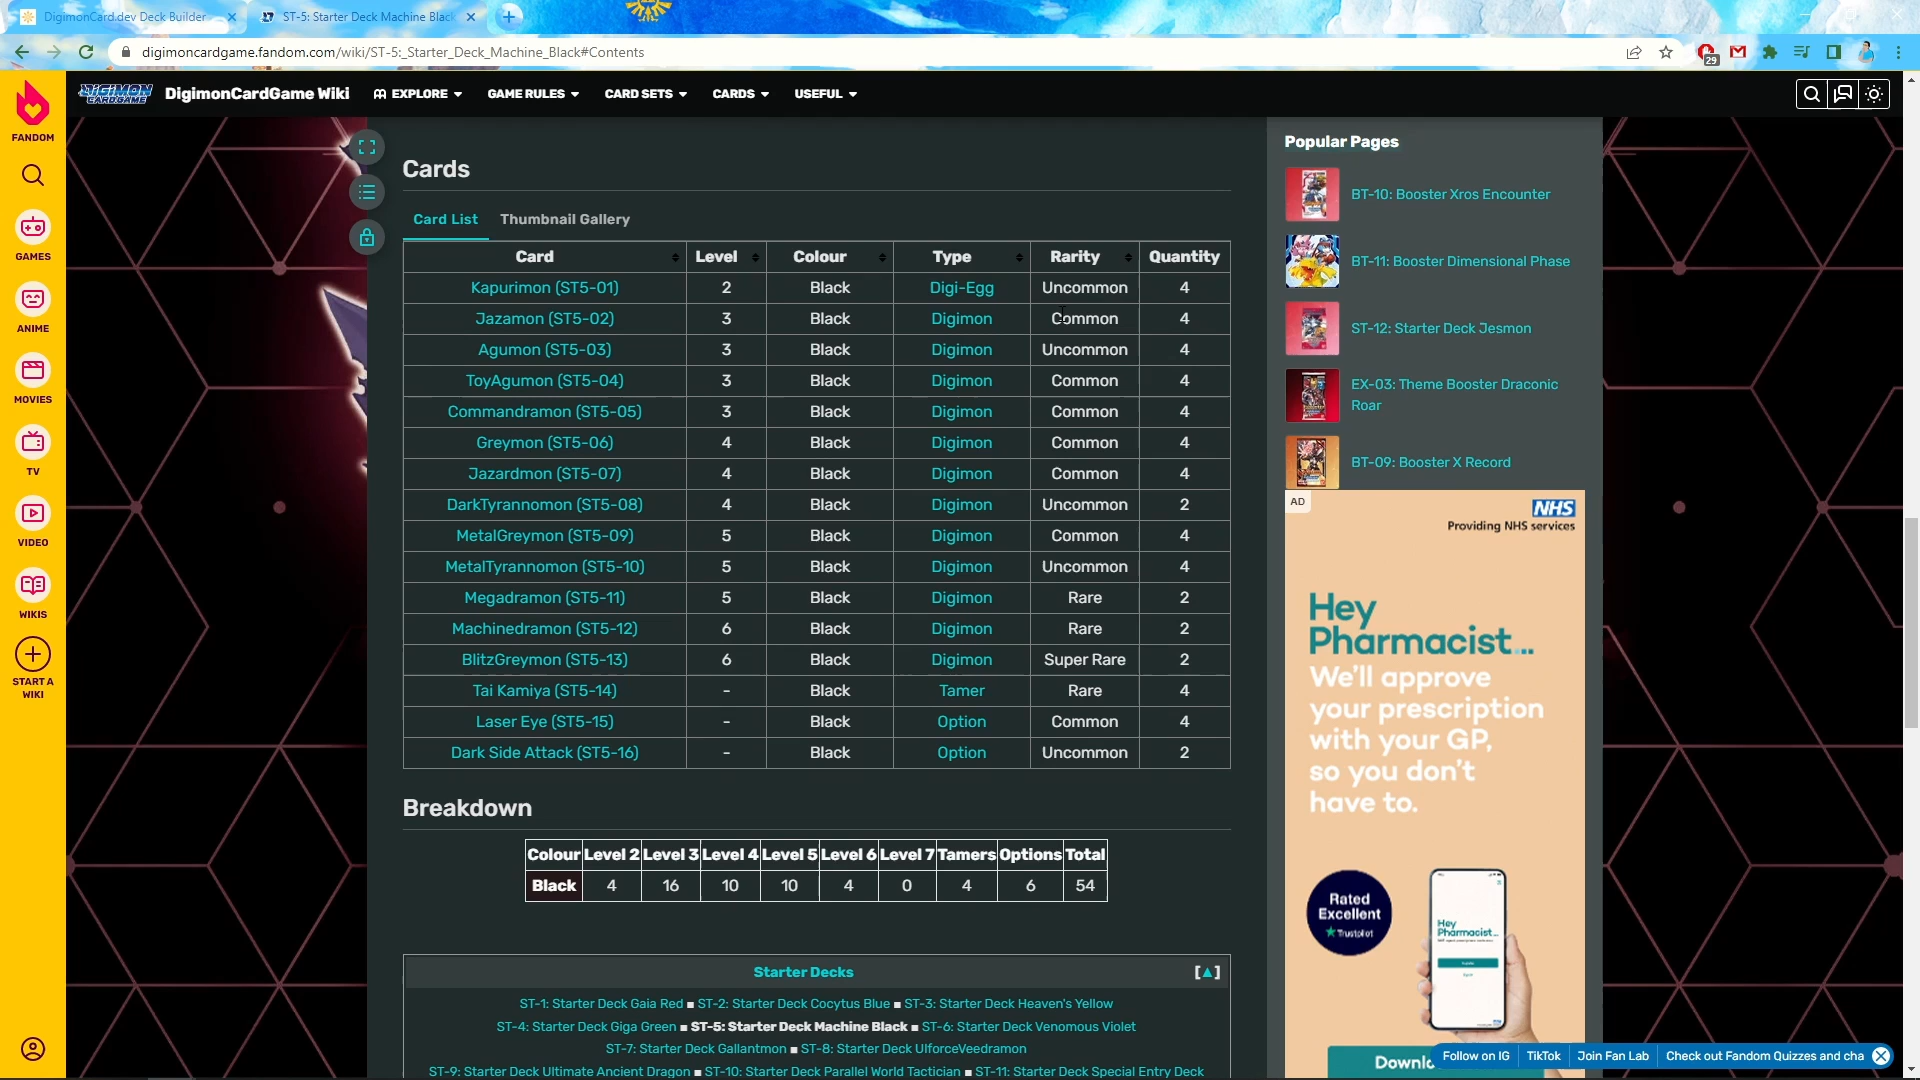 DigimonCard.dev Deck Builder
ST-5: Starter Deck Machine Black
digimoncardgame.fandom.com/wiki/ST-5:_Starter_Deck_Machine_Black#Contents
29
DIGIMON
CARD GAME
DigimonCardGame Wiki
EXPLORE
GAME RULES
CARD SETS
CARDS
USEFUL
FANDOM
GAMES
ANIME
MOVIES
TV
VIDEO
WIKIS
START A
WIKI
Cards
Card List
Thumbnail Gallery
Card Level Colour Type Rarity Quantity
Kapurimon (ST5-01) 2 Black Digi-Egg Uncommon 4
Jazamon (ST5-02) 3 Black Digimon Common 4
Agumon (ST5-03) 3 Black Digimon Uncommon 4
ToyAgumon (ST5-04) 3 Black Digimon Common 4
Commandramon (ST5-05) 3 Black Digimon Common 4
Greymon (ST5-06) 4 Black Digimon Common 4
Jazardmon (ST5-07) 4 Black Digimon Common 4
DarkTyrannomon (ST5-08) 4 Black Digimon Uncommon 2
MetalGreymon (ST5-09) 5 Black Digimon Common 4
MetalTyrannomon (ST5-10) 5 Black Digimon Uncommon 4
Megadramon (ST5-11) 5 Black Digimon Rare 2
Machinedramon (ST5-12) 6 Black Digimon Rare 2
BlitzGreymon (ST5-13) 6 Black Digimon Super Rare 2
Tai Kamiya (ST5-14) - Black Tamer Rare 4
Laser Eye (ST5-15) - Black Option Common 4
Dark Side Attack (ST5-16) - Black Option Uncommon 2
Breakdown
Colour Level 2 Level 3 Level 4 Level 5 Level 6 Level 7 Tamers Options Total
Black 4 16 10 10 4 0 4 6 54
Starter Decks
[▲]
ST-1: Starter Deck Gaia Red ▪ ST-2: Starter Deck Cocytus Blue ▪ ST-3: Starter Deck Heaven's Yellow
ST-4: Starter Deck Giga Green ▪ ST-5: Starter Deck Machine Black ▪ ST-6: Starter Deck Venomous Violet
ST-7: Starter Deck Gallantmon ▪ ST-8: Starter Deck UlforceVeedramon
ST-9: Starter Deck Ultimate Ancient Dragon ▪ ST-10: Starter Deck Parallel World Tactician ▪ ST-11: Starter Deck Special Entry Deck
Popular Pages
BT-10: Booster Xros Encounter
BT-11: Booster Dimensional Phase
ST-12: Starter Deck Jesmon
EX-03: Theme Booster Draconic
Roar
BT-09: Booster X Record
AD
NHS
Providing NHS services
Hey
Pharmacist...
We'll approve
your prescription
with your GP,
so you don't
have to.
Rated
Excellent
Trustpilot
Hey
Pharmacist...
Downlo
Follow on IG
TikTok
Join Fan Lab
Check out Fandom Quizzes and cha